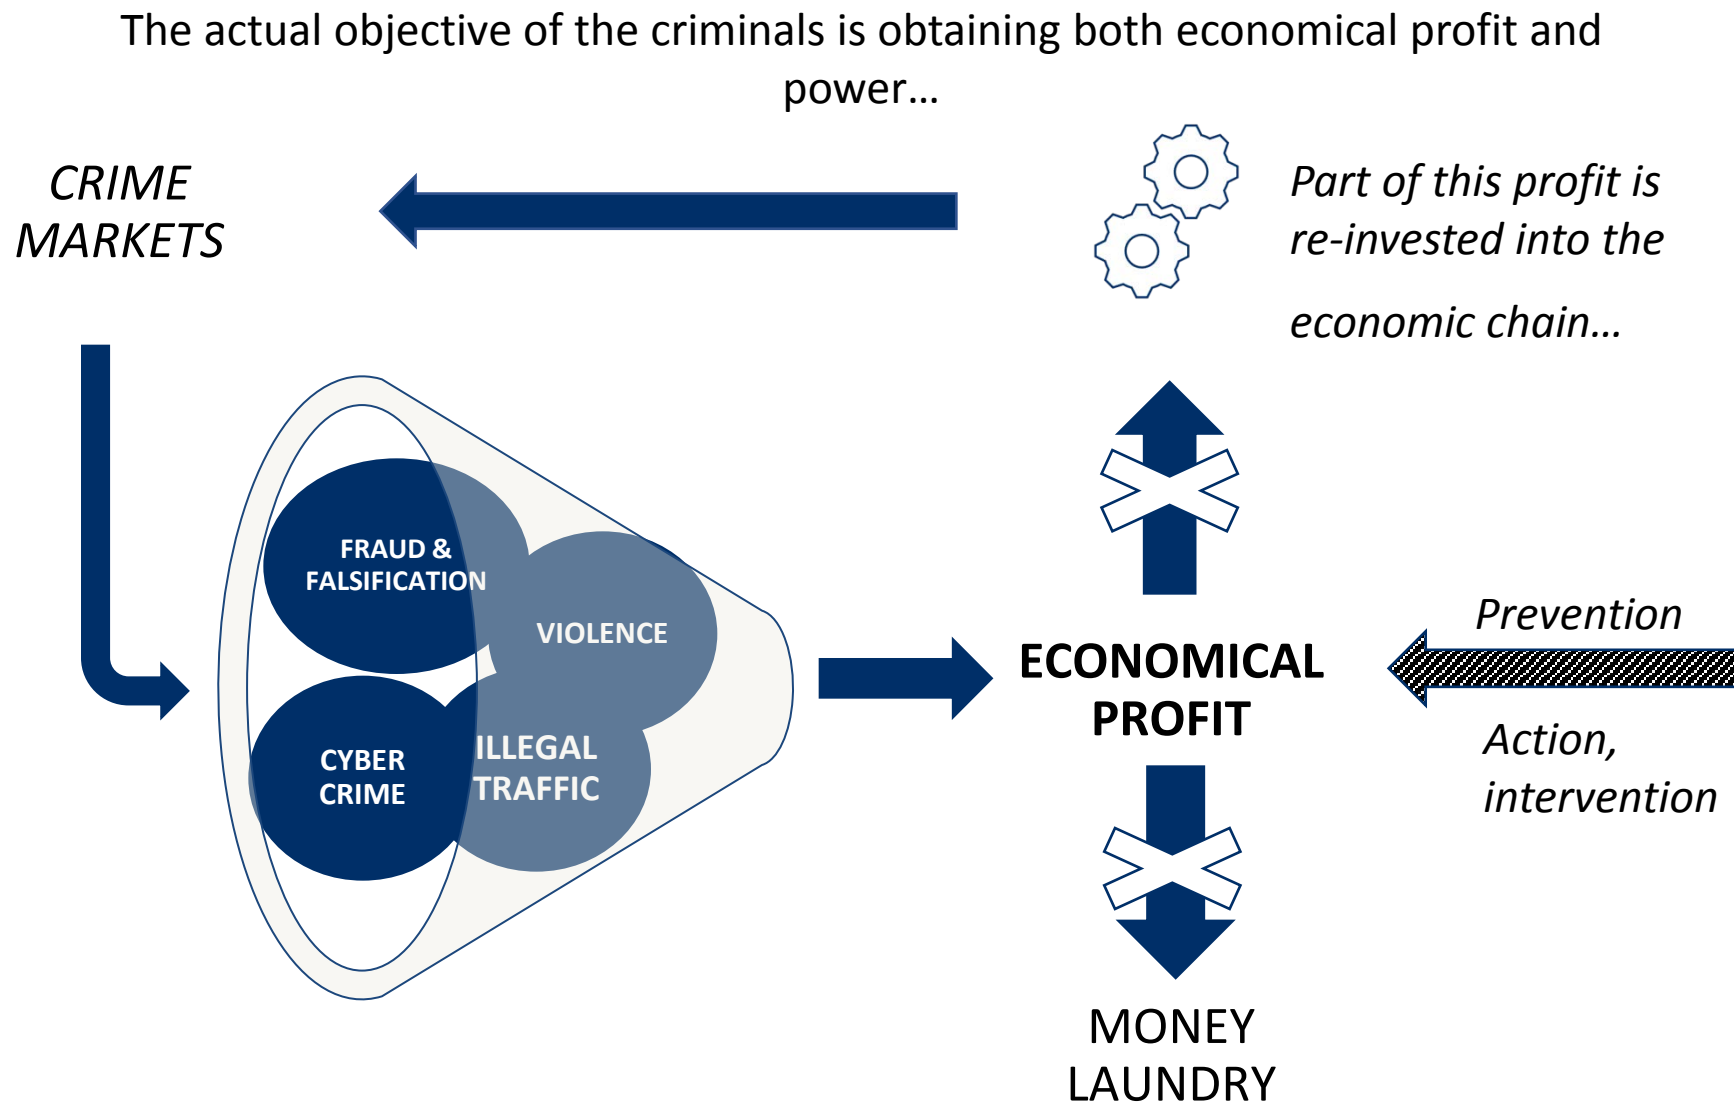 The actual objective of the criminals is obtaining both economical profit and
power…
CRIME
MARKETS
Part of this profit is
re-invested into the
economic chain…
FRAUD &
FALSIFICATION
VIOLENCE
CYBER
CRIME
ILLEGAL
TRAFFIC
ECONOMICAL
PROFIT
Prevention
Action,
intervention
MONEY
LAUNDRY